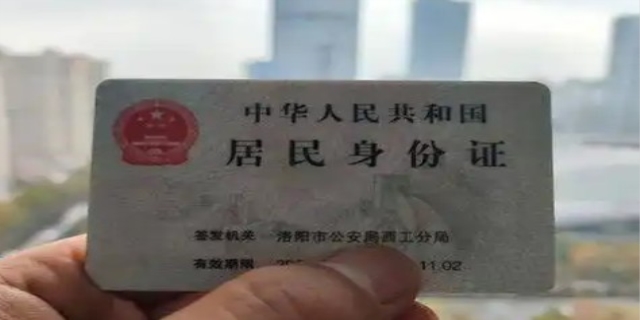 中华人民共和国
居民身份证
签发机关 洛阳市公安局西工分局
有效期限 11.02